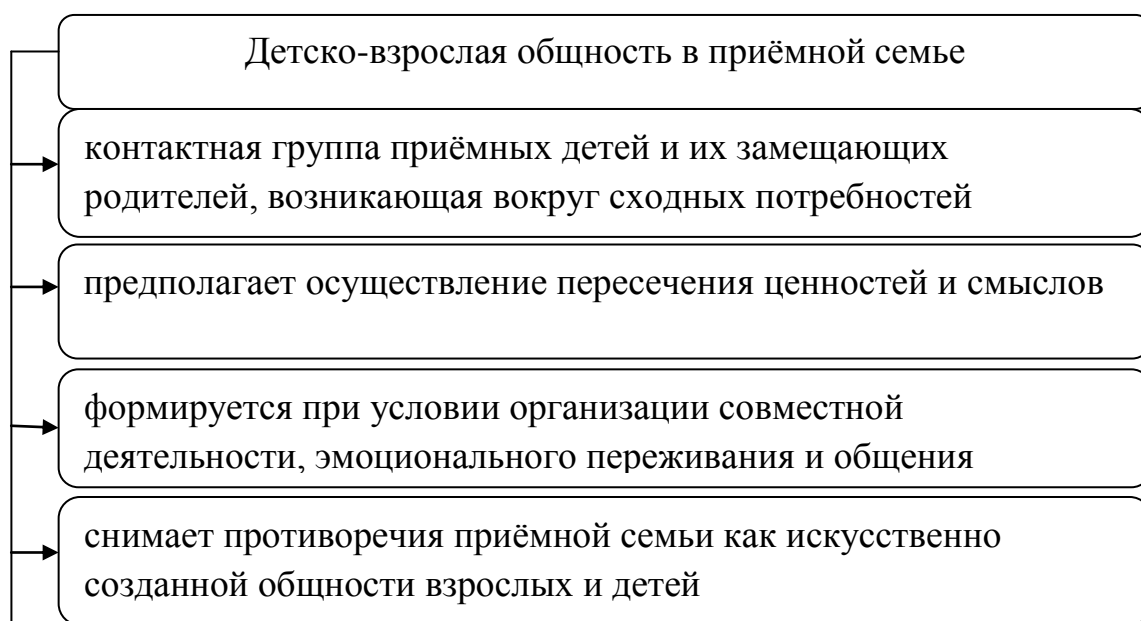 Детско-взрослая общность в приёмной семье
контактная группа приёмных детей и их замещающих
родителей, возникающая вокруг сходных потребностей
предполагает осуществление пересечения ценностей и смыслов
формируется при условии организации совместной
деятельности, эмоционального переживания и общения
снимает противоречия приёмной семьи как искусственно
созданной общности взрослых и детей